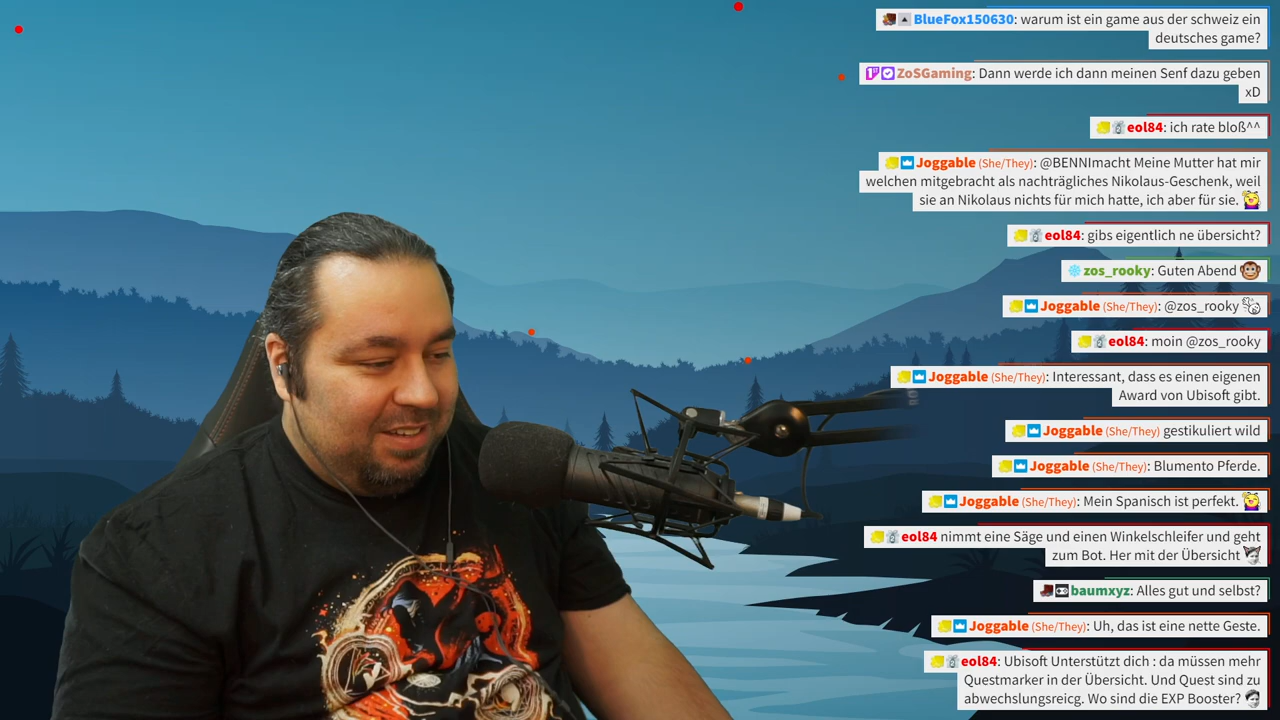 BlueFox150630: warum ist ein game aus der schweiz ein
deutsches game?
ZoSGaming: Dann werde ich dann meinen Senf dazu geben
xD
eol84: ich rate bloß^^
Joggable (She/They): @BENNImacht Meine Mutter hat mir
welchen mitgebracht als nachträgliches Nikolaus-Geschenk, weil
sie an Nikolaus nichts für mich hatte, ich aber für sie.
eol84: gibs eigentlich ne übersicht?
zos_rooky: Guten Abend
Joggable (She/They): @zos_rooky
eol84: moin @zos_rooky
Joggable (She/They): Interessant, dass es einen eigenen
Award von Ubisoft gibt.
Joggable (She/They) gestikuliert wild
Joggable (She/They): Blumento Pferde.
Joggable (She/They): Mein Spanisch ist perfekt.
eol84 nimmt eine Säge und einen Winkelschleifer und geht
zum Bot. Her mit der Übersicht
baumxyz: Alles gut und selbst?
Joggable (She/They): Uh, das ist eine nette Geste.
eol84: Ubisoft Unterstützt dich : da müssen mehr
Questmarker in der Übersicht. Und Quest sind zu
abwechslungsreicg. Wo sind die EXP Booster?